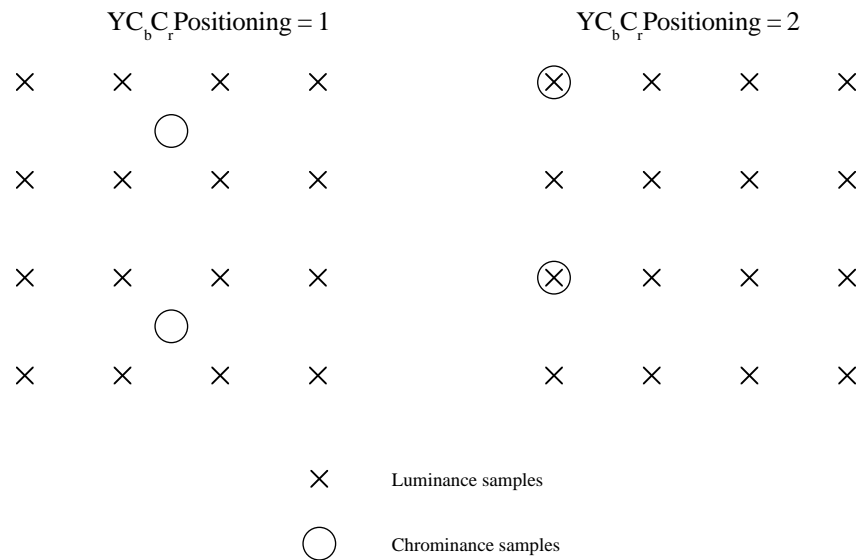 YCbCrPositioning = 1
YCbCrPositioning = 2
Luminance samples
Chrominance samples